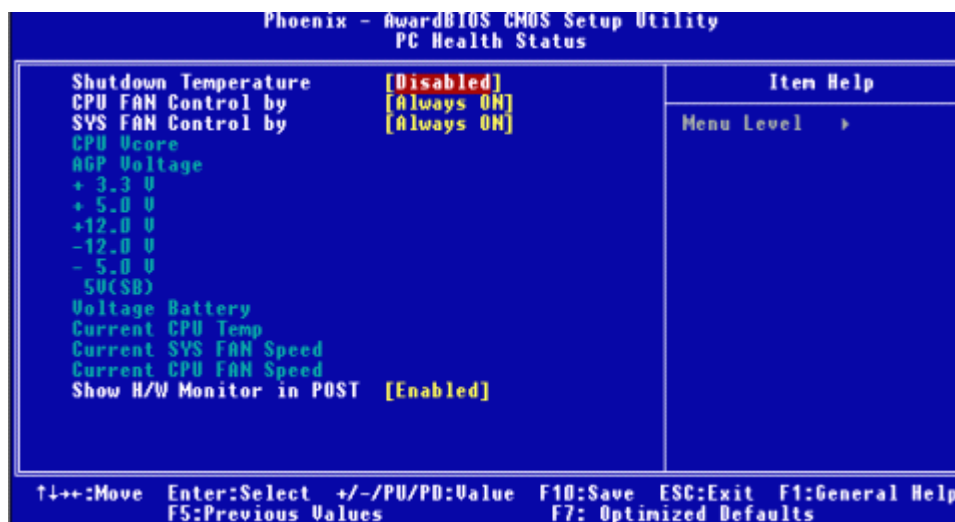 Phoenix - AwardBIOS CMOS Setup Utility
PC Health Status
Shutdown Temperature [Disabled]
CPU FAN Control by [Always ON]
SYS FAN Control by [Always ON]
CPU Vcore
AGP Voltage
+ 3.3 V
+ 5.0 V
+12.0 V
-12.0 V
- 5.0 V
5V(SB)
Voltage Battery
Current CPU Temp
Current SYS FAN Speed
Current CPU FAN Speed
Show H/W Monitor in POST [Enabled]
Item Help
Menu Level ▸
↑↓→←:Move Enter:Select +/-/PU/PD:Value F10:Save ESC:Exit F1:General Help
F5:Previous Values F7: Optimized Defaults